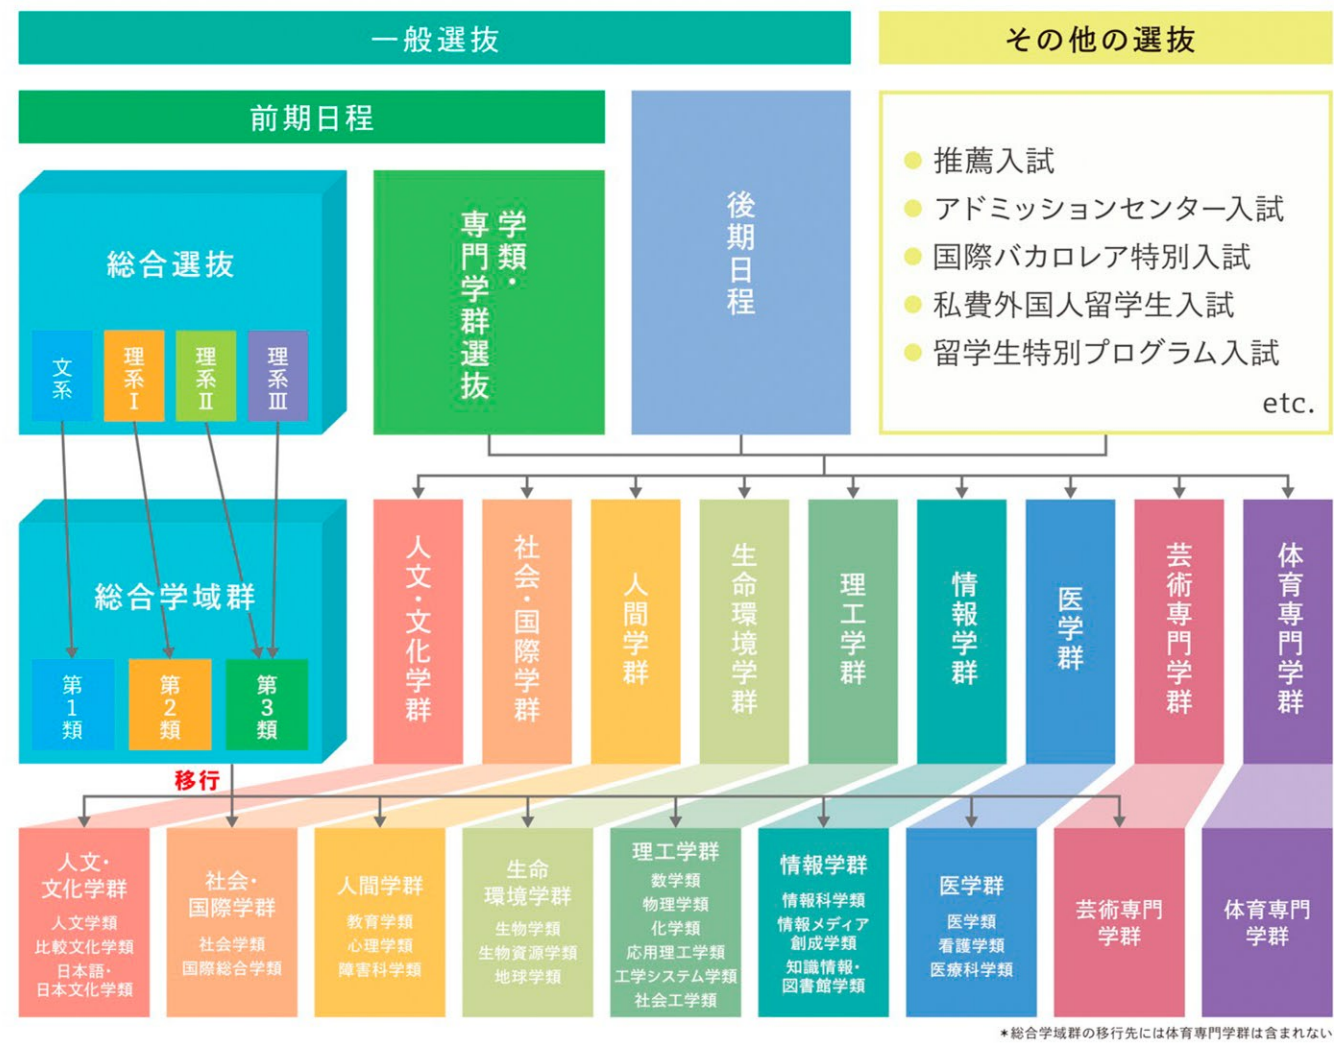 一般選抜
その他の選抜
前期日程
総合選抜
文系
理系Ⅰ
理系Ⅱ
理系Ⅲ
学類・
専門学群選抜
後期日程
推薦入試
アドミッションセンター入試
国際バカロレア特別入試
私費外国人留学生入試
留学生特別プログラム入試
etc.
総合学域群
第1類
第2類
第3類
移行
人文・文化学群
社会・国際学群
人間学群
生命環境学群
理工学群
情報学群
医学群
芸術専門学群
体育専門学群
人文・
文化学群
人文学類
比較文化学類
日本語・
日本文化学類
社会・
国際学群
社会学類
国際総合学類
人間学群
教育学類
心理学類
障害科学類
生命
環境学群
生物学類
生物資源学類
地球学類
理工学群
数学類
物理学類
化学類
応用理工学類
工学システム学類
社会工学類
情報学群
情報科学類
情報メディア
創成学類
知識情報・
図書館学類
医学群
医学類
看護学類
医療科学類
芸術専門
学群
体育専門
学群
＊総合学域群の移行先には体育専門学群は含まれない